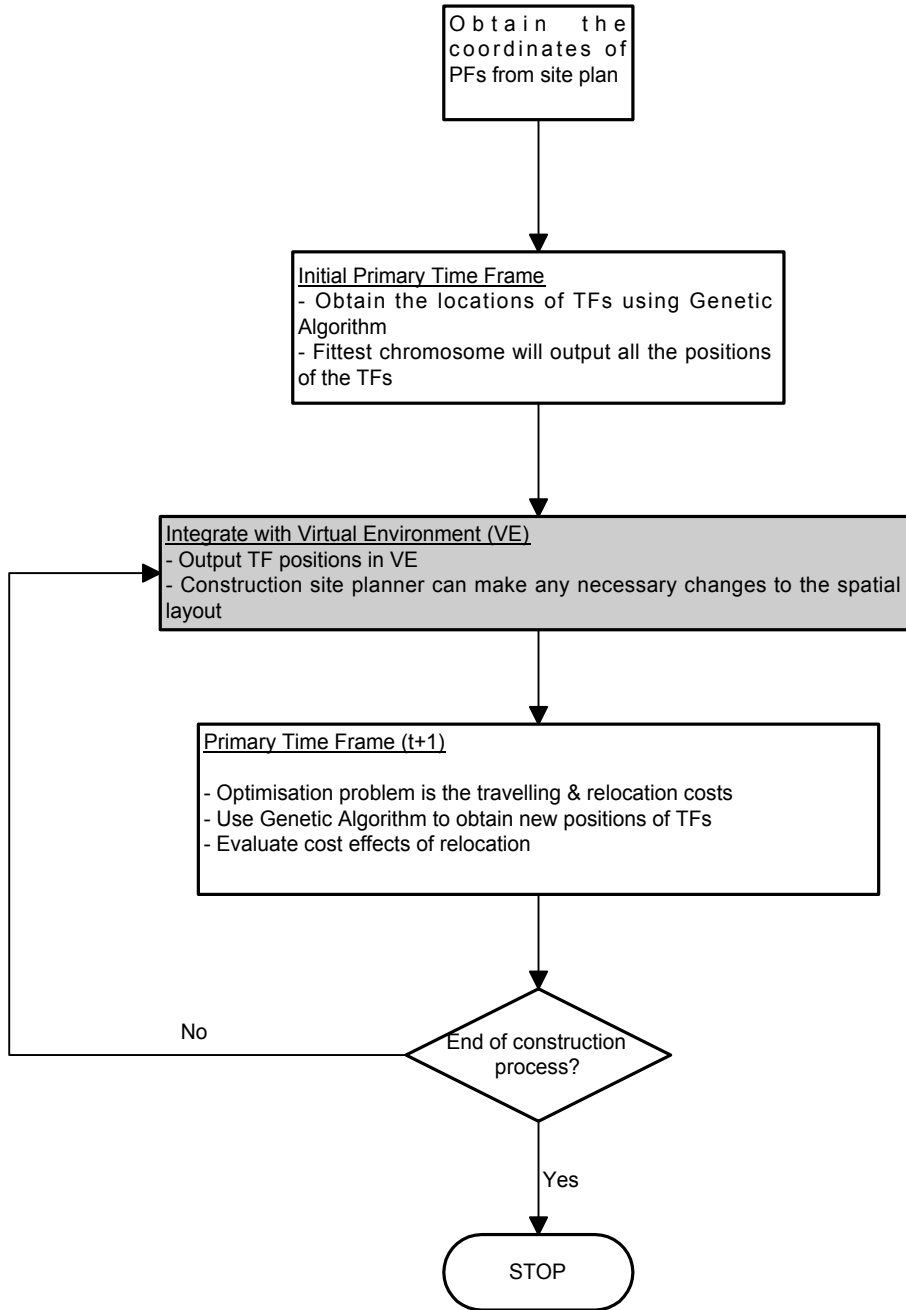 Obtain the
coordinates of
PFs from site plan
Initial Primary Time Frame
- Obtain the locations of TFs using Genetic
Algorithm
- Fittest chromosome will output all the positions
of the TFs
Integrate with Virtual Environment (VE)
- Output TF positions in VE
- Construction site planner can make any necessary changes to the spatial
layout
Primary Time Frame (t+1)
- Optimisation problem is the travelling & relocation costs
- Use Genetic Algorithm to obtain new positions of TFs
- Evaluate cost effects of relocation
No
End of construction
process?
Yes
STOP